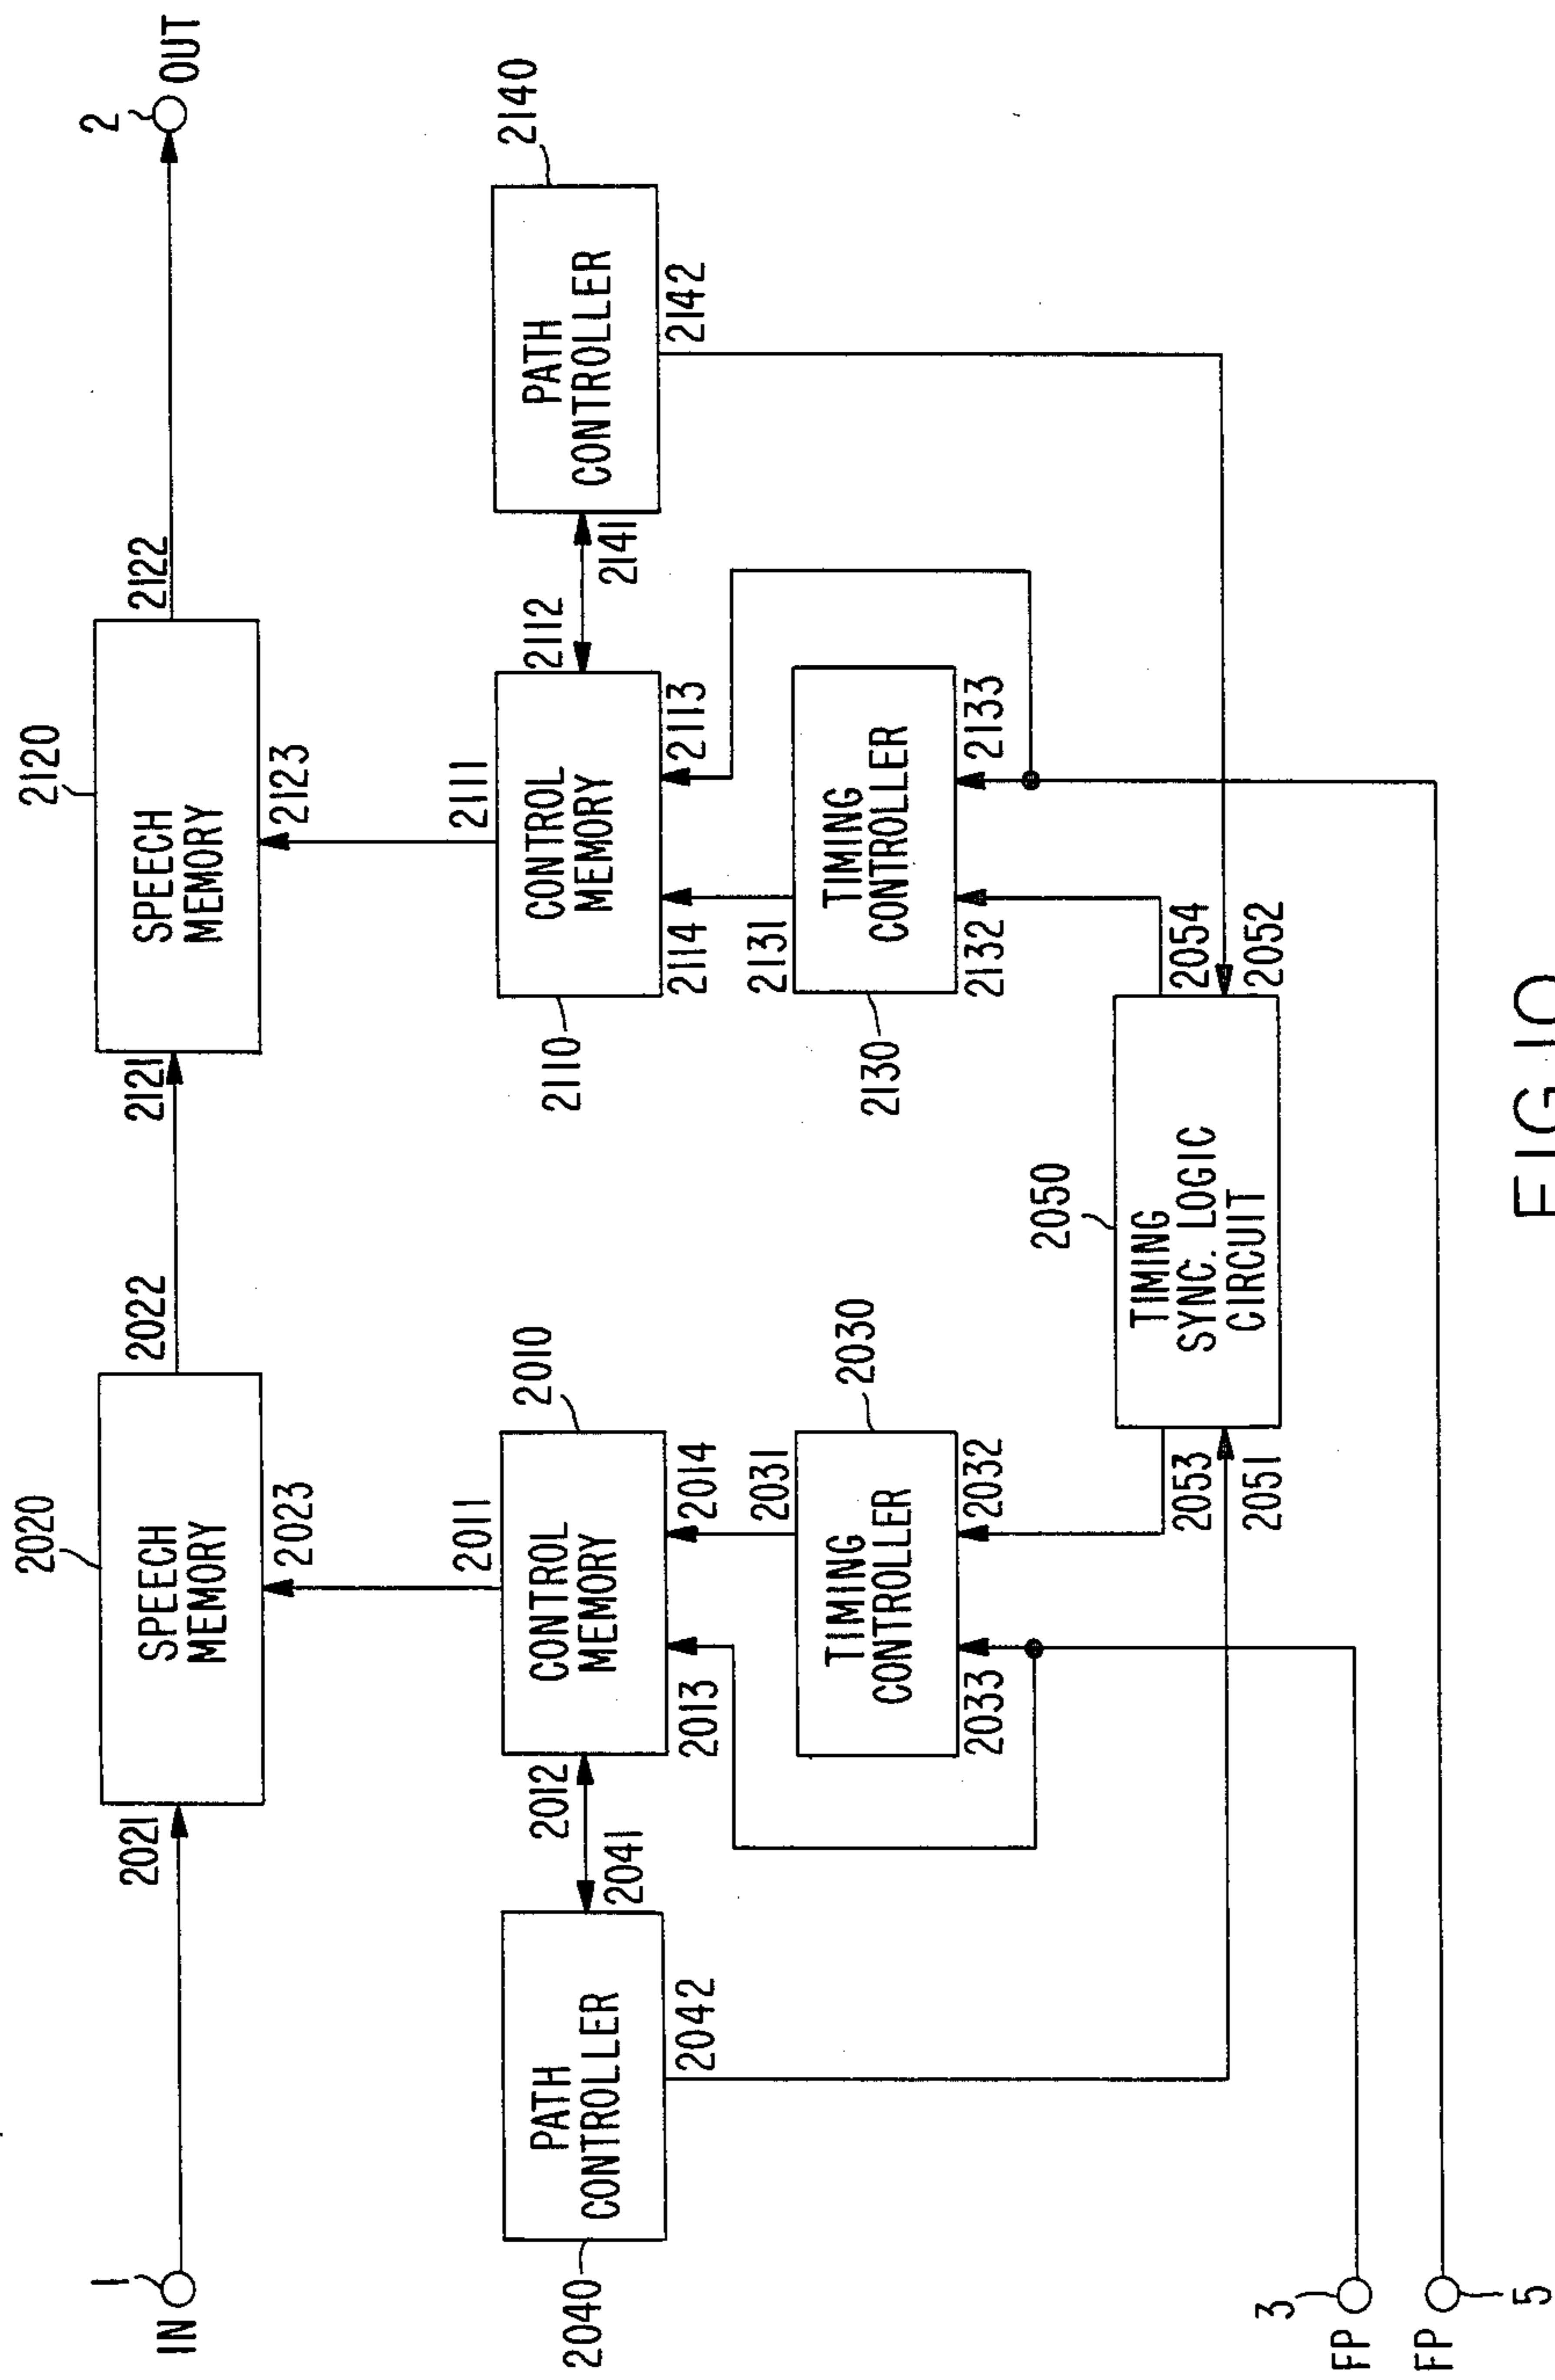 1
IN
2021
2020
SPEECH
MEMORY
2022
2023
2121
2120
SPEECH
MEMORY
2122
2123
2
OUT
2040
PATH
CONTROLLER
2041
2042
2012
2011
2010
CONTROL
MEMORY
2013
2014
2110
2111
2112
CONTROL
MEMORY
2114
2113
2141
2140
PATH
CONTROLLER
2142
2031
2030
TIMING
CONTROLLER
2033
2032
2131
2130
TIMING
CONTROLLER
2132
2133
2050
TIMING
SYNC. LOGIC
CIRCUIT
2053
2051
2054
2052
3
FP
FP
5
FIG.10